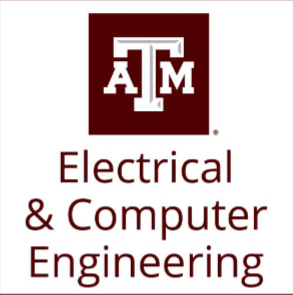 ATM
®
Electrical
& Computer
Engineering